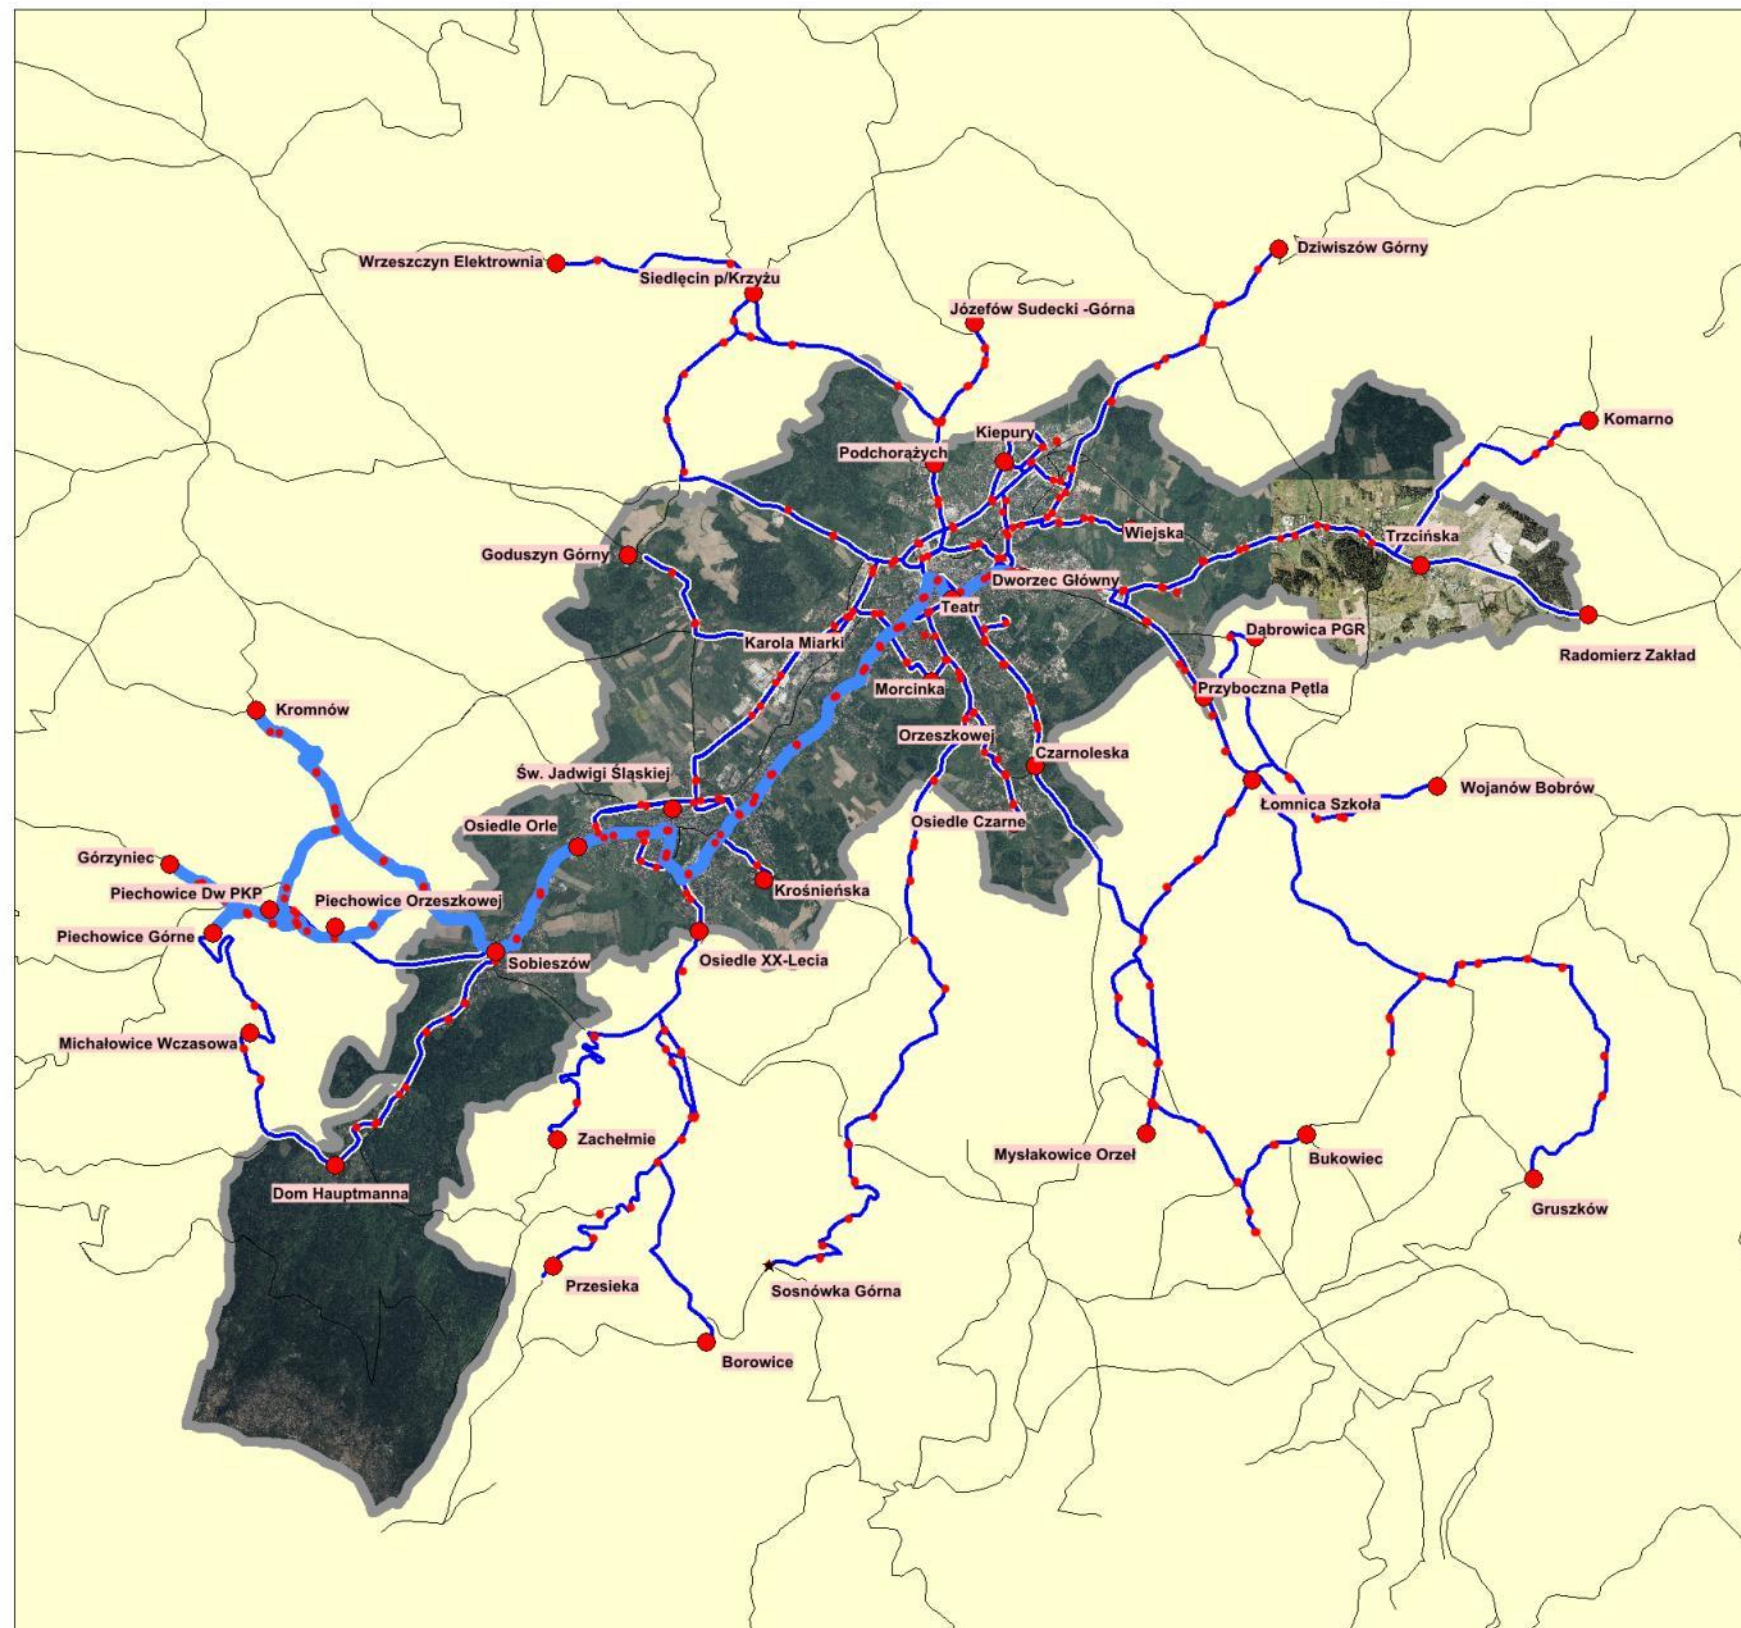 Dziwiszów Górny
Wrzeszczyn Elektrownia
Siedlęcin p/Krzyżu
Józefów Sudecki -Górna
Komarno
Kiepury
Podchorążych
Wiejska
Trzcińska
Goduszyn Górny
Dworzec Główny
Teatr
Dąbrowica PGR
Karola Miarki
Radomierz Zakład
Morcinka
Przyboczna Pętla
Kromnów
Orzeszkowej
Czarnoleska
Św. Jadwigi Śląskiej
Wojanów Bobrów
Łomnica Szkoła
Osiedle Czarne
Osiedle Orle
Górzyniec
Krośnieńska
Piechowice Dw PKP
Piechowice Orzeszkowej
Piechowice Górne
Osiedle XX-Lecia
Sobieszów
Michałowice Wczasowa
Zachełmie
Mysłakowice Orzeł
Bukowiec
Dom Hauptmanna
Gruszków
Przesieka
Sosnówka Górna
Borowice